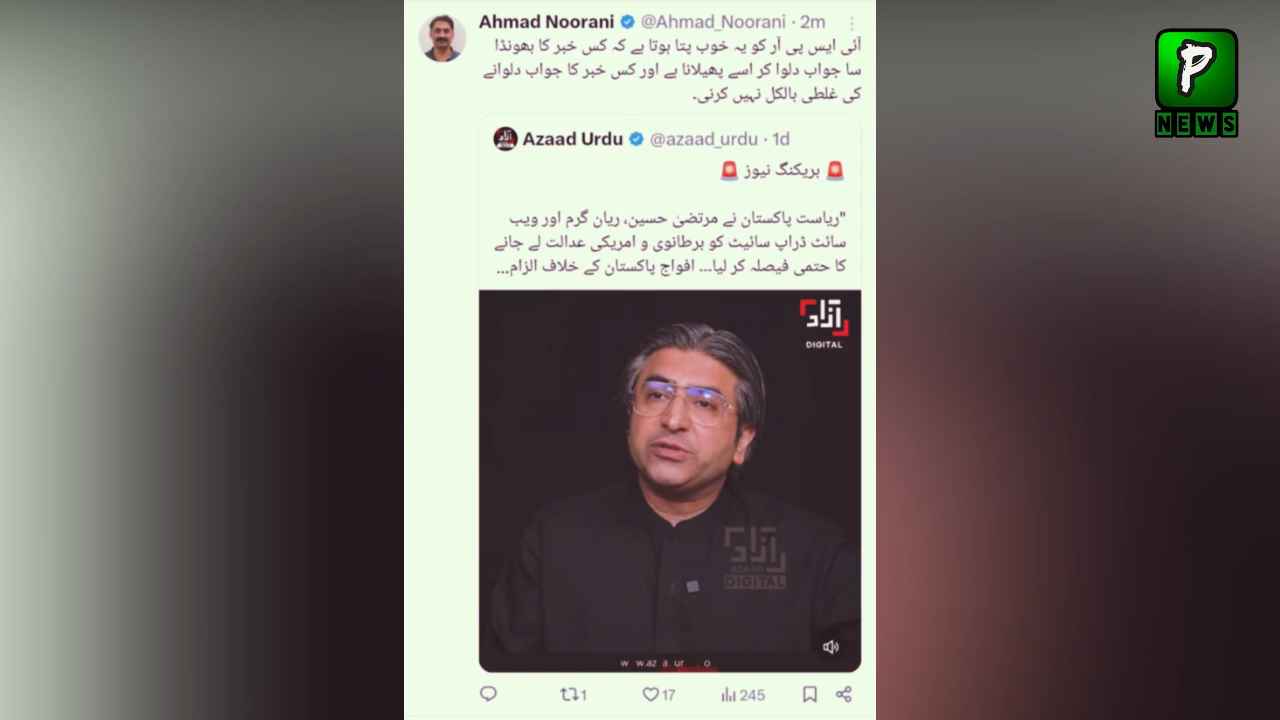 Ahmad Noorani @Ahmad_Noorani · 2m
آئی ایس پی آر کو یہ خوب پتا ہوتا ہے کہ کس خبر کا بھونڈا
سا جواب دلوا کر اسے پھیلانا ہے اور کس خبر کا جواب دلوانے
کی غلطی بالکل نہیں کرنی۔
P
NEWS
Azaad Urdu @azaad_urdu · 1d
🚨 بریکنگ نیوز 🚨
"ریاست پاکستان نے مرتضیٰ حسین، ریان گرم اور ویب
سائٹ ڈراپ سائیٹ کو برطانوی و امریکی عدالت لے جانے
کا حتمی فیصلہ کر لیا... افواج پاکستان کے خلاف الزام...
آزاد
DIGITAL
آزاد
AZAAD
DIGITAL
1 17 245